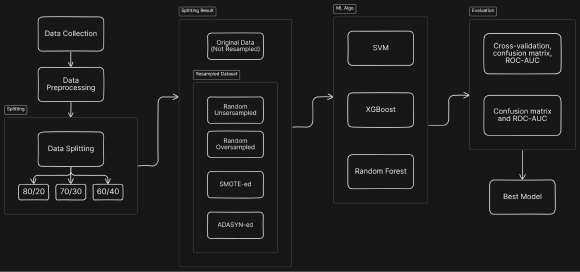 Data Collection
Data
Preprocessing
Splitting
Data Splitting
80/20
70/30
60/40
Splitting Result
Original Data
(Not Resampled)
Resampled Dataset
Random
Unsersampled
Random
Oversampled
SMOTE-ed
ADASYN-ed
ML Algo
SVM
XGBoost
Random Forest
Evaluation
Cross-validation,
confusion matrix,
ROC-AUC
Confusion matrix
and ROC-AUC
Best Model